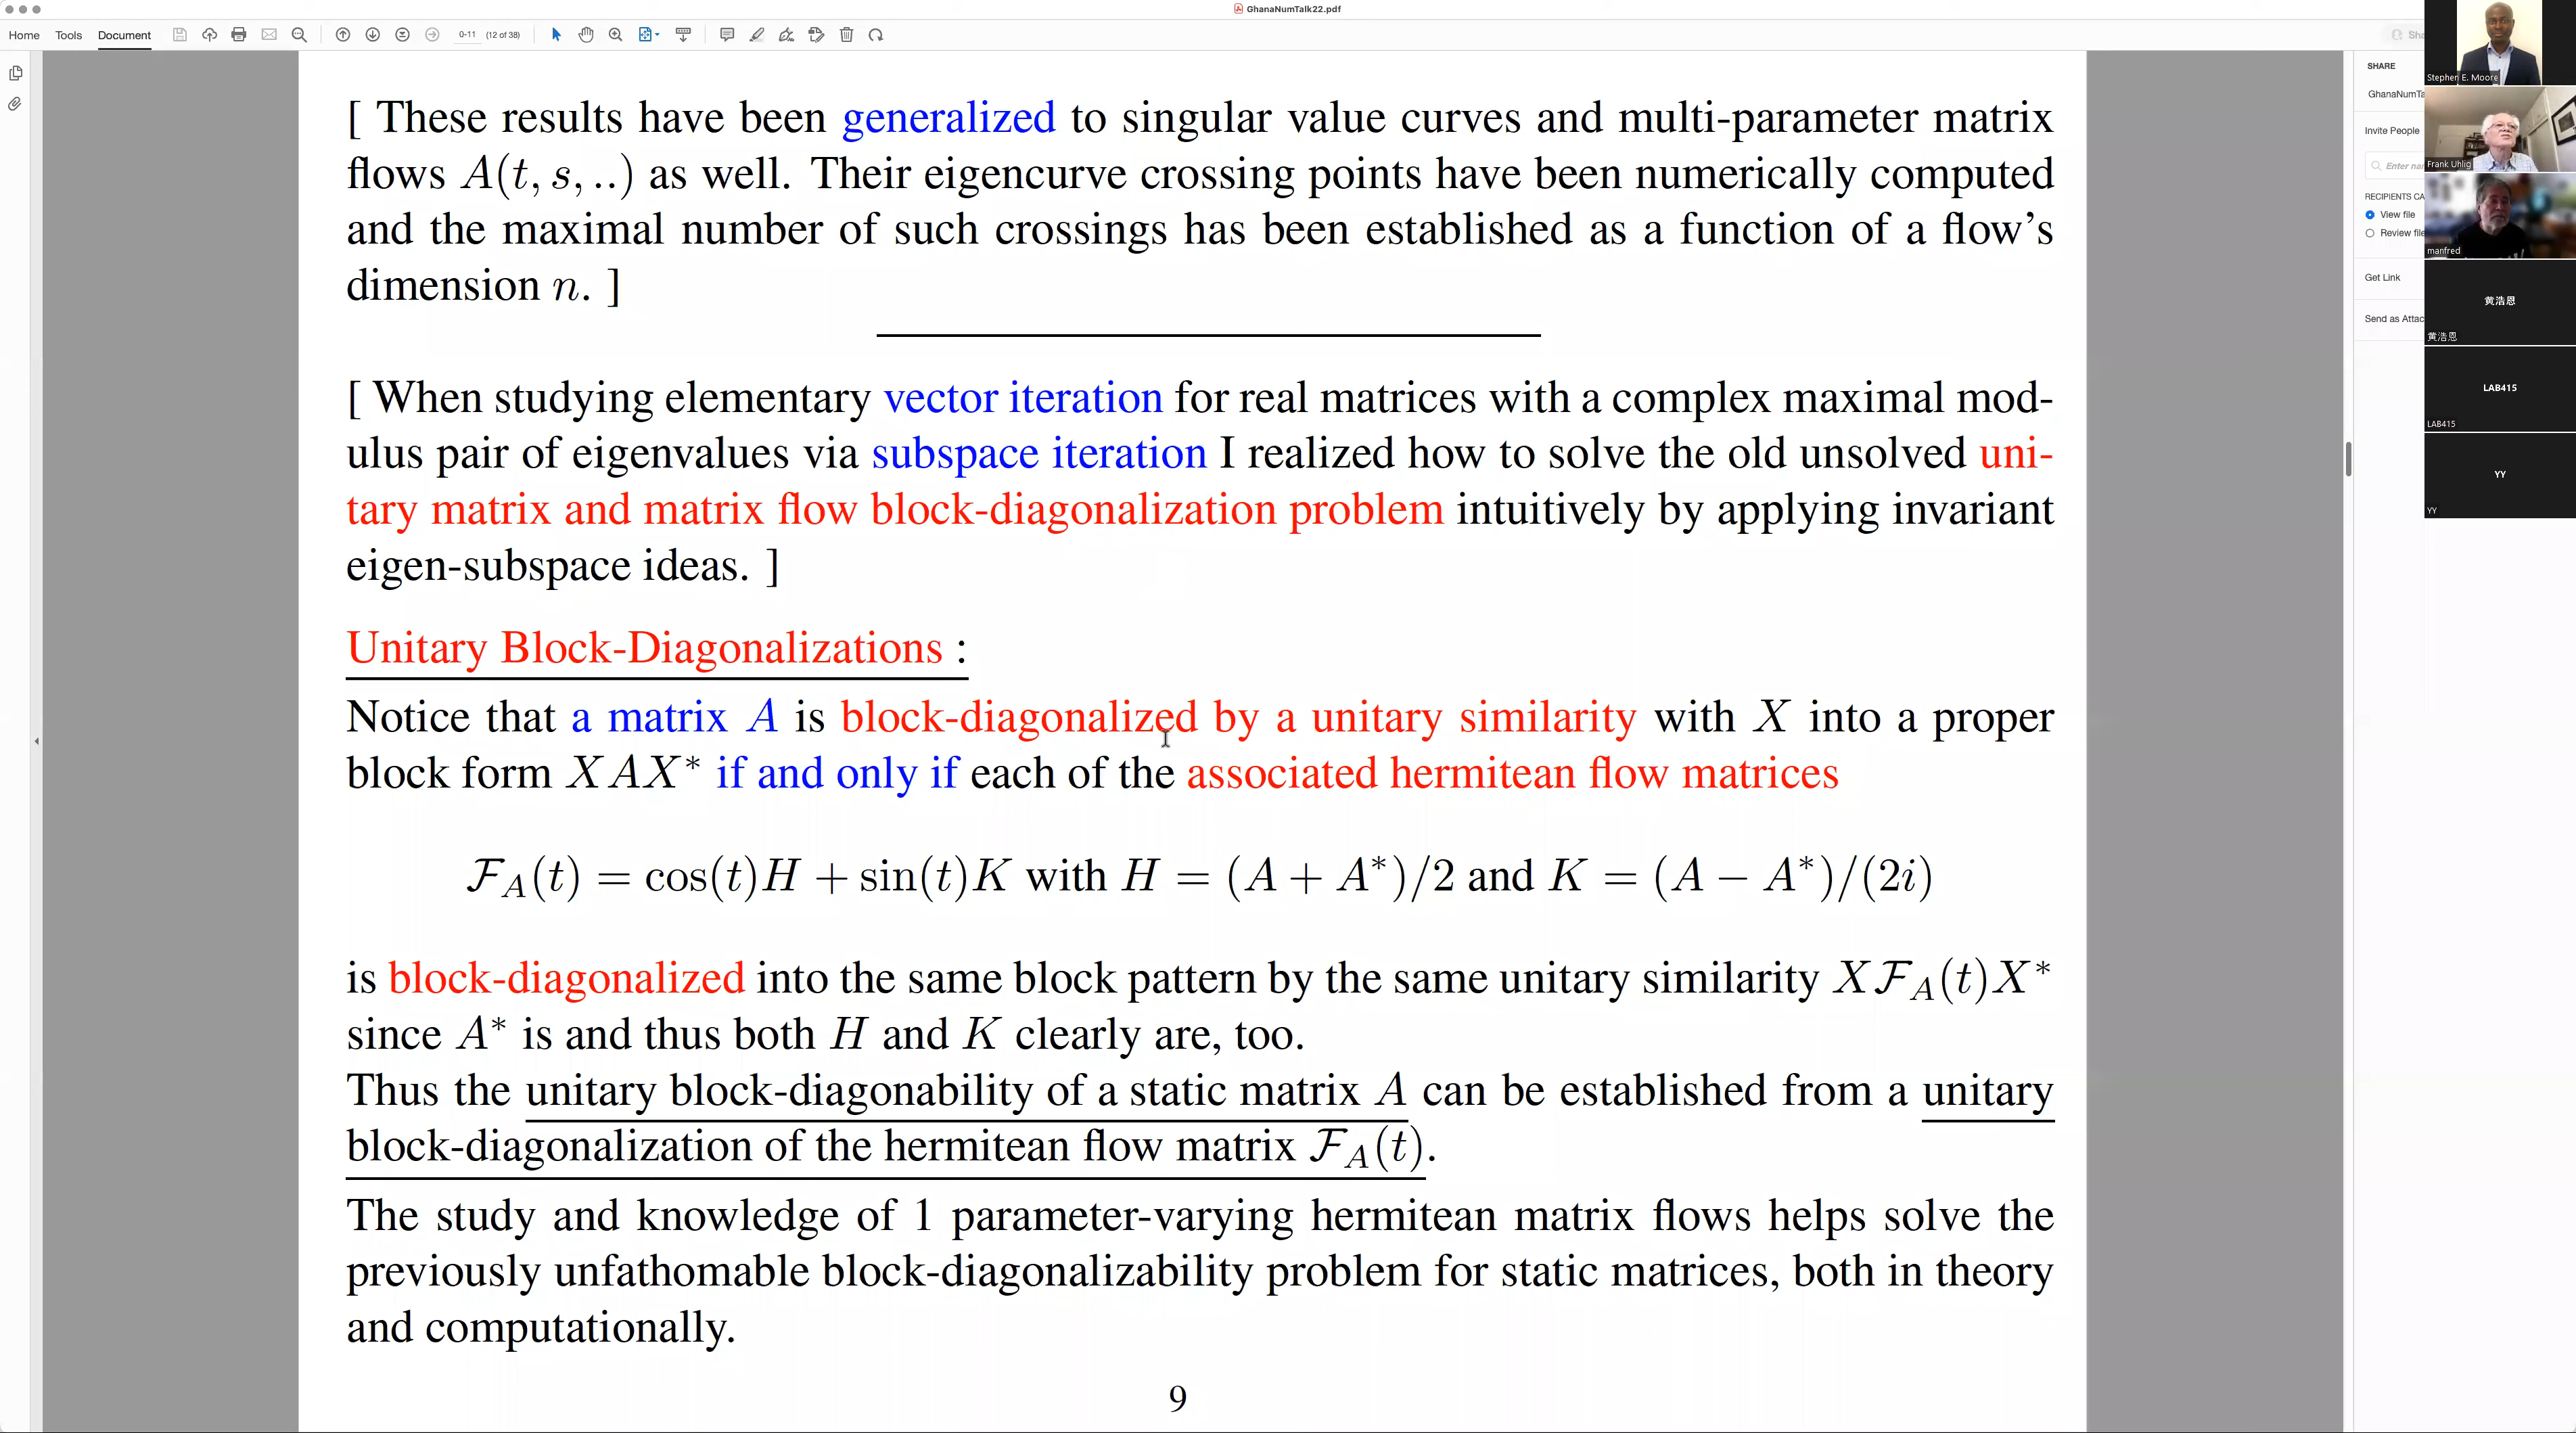 GhanaNumTalk22.pdf
Home Tools Document 0-11 (12 of 38)
[ These results have been generalized to singular value curves and multi-parameter matrix
flows A(t, s, ..) as well. Their eigencurve crossing points have been numerically computed
and the maximal number of such crossings has been established as a function of a flow's
dimension n. ]
[ When studying elementary vector iteration for real matrices with a complex maximal mod-
ulus pair of eigenvalues via subspace iteration I realized how to solve the old unsolved uni-
tary matrix and matrix flow block-diagonalization problem intuitively by applying invariant
eigen-subspace ideas. ]
Unitary Block-Diagonalizations :
Notice that a matrix A is block-diagonalized by a unitary similarity with X into a proper
block form XAX* if and only if each of the associated hermitean flow matrices
ℱ_A(t) = cos(t)H + sin(t)K with H = (A + A*)/2 and K = (A − A*)/(2i)
is block-diagonalized into the same block pattern by the same unitary similarity Xℱ_A(t)X*
since A* is and thus both H and K clearly are, too.
Thus the unitary block-diagonability of a static matrix A can be established from a unitary
block-diagonalization of the hermitean flow matrix ℱ_A(t).
The study and knowledge of 1 parameter-varying hermitean matrix flows helps solve the
previously unfathomable block-diagonalizability problem for static matrices, both in theory
and computationally.
9
SHARE
Invite People
View file
Get Link
Stephen E. Moore
Frank Uhlig
manfred
黄浩恩
黄浩恩
LAB415
LAB415
YY
YY